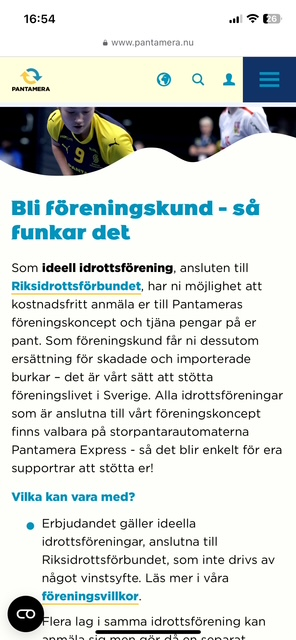 16:54
26
www.pantamera.nu
PANTAMERA
9
Bli föreningskund - så
funkar det
Som ideell idrottsförening, ansluten till
Riksidrottsförbundet, har ni möjlighet att
kostnadsfritt anmäla er till Pantameras
föreningskoncept och tjäna pengar på er
pant. Som föreningskund får ni dessutom
ersättning för skadade och importerade
burkar – det är vårt sätt att stötta
föreningslivet i Sverige. Alla idrottsföreningar
som är anslutna till vårt föreningskoncept
finns valbara på storpantarautomaterna
Pantamera Express - så det blir enkelt för era
supportrar att stötta er!
Vilka kan vara med?
Erbjudandet gäller ideella
idrottsföreningar, anslutna till
Riksidrottsförbundet, som inte drivs av
något vinstsyfte. Läs mer i våra
föreningsvillkor.
Flera lag i samma idrottsförening kan
anmäla sig men gör då en separat